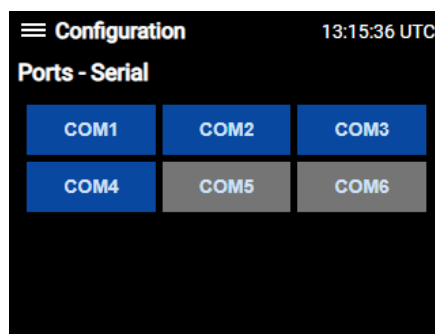 Configuration 13:15:36 UTC
Ports - Serial
COM1 COM2 COM3
COM4 COM5 COM6